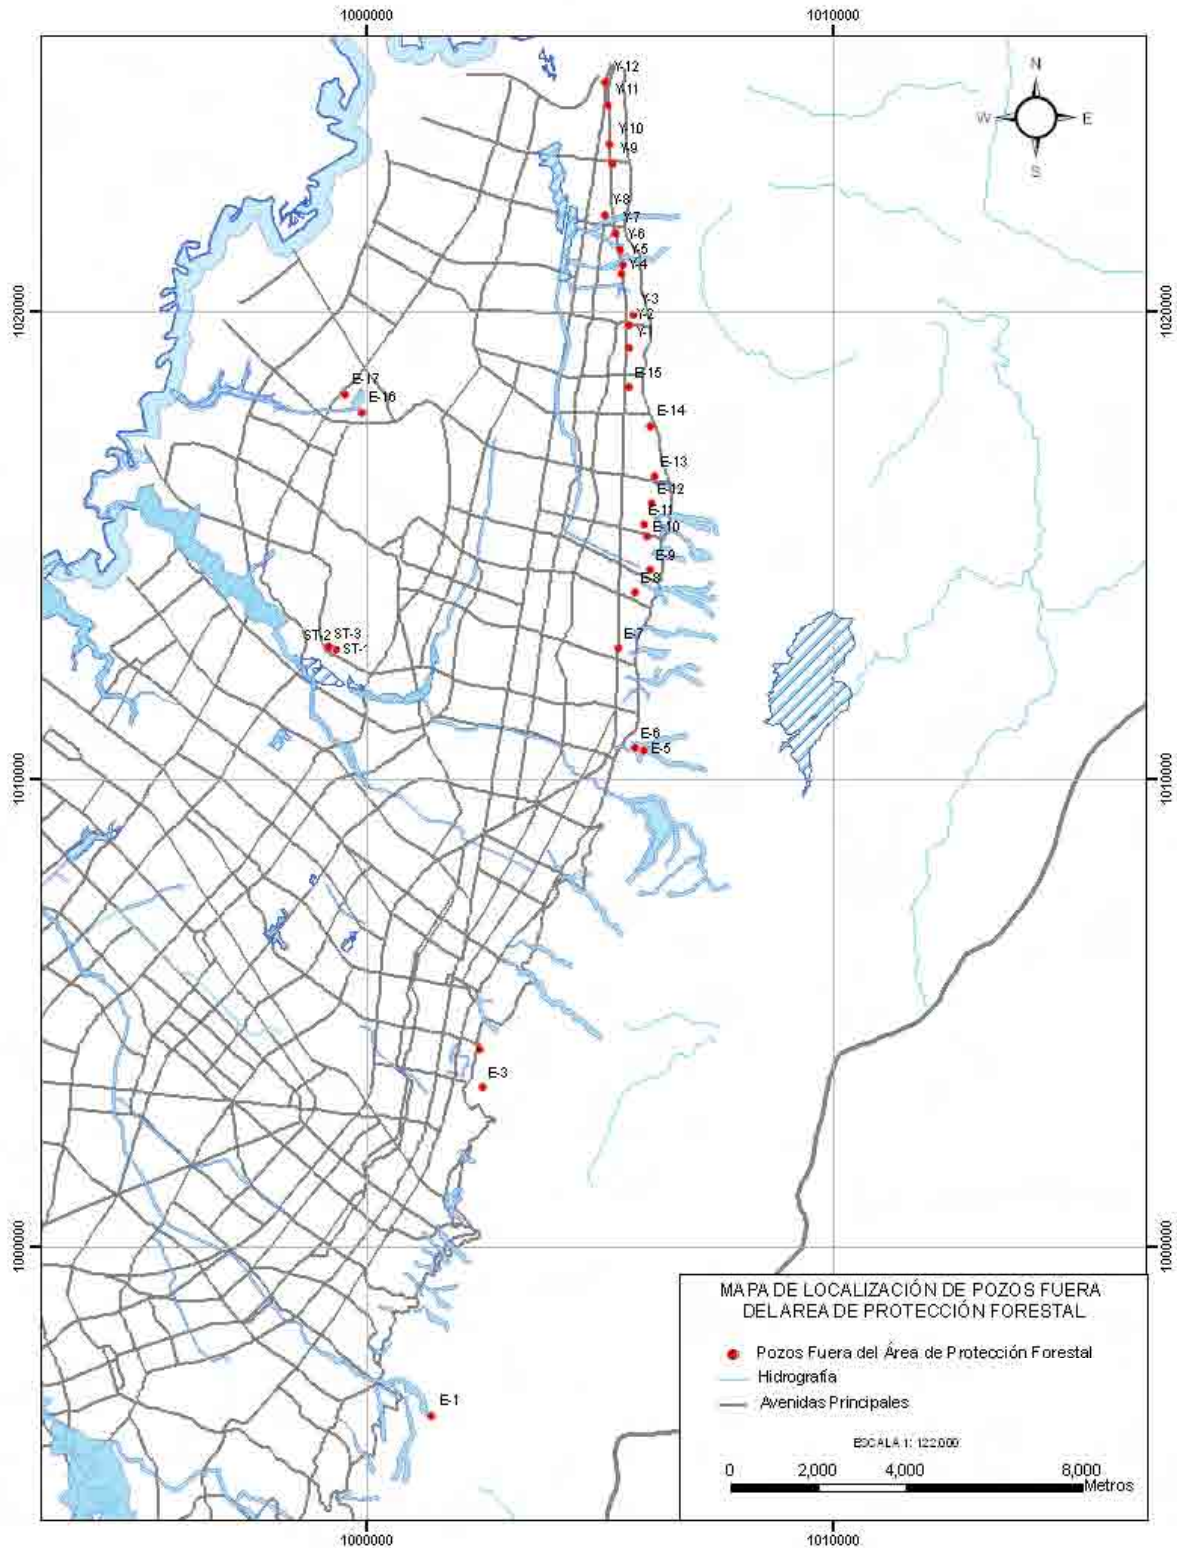 1000000
1010000
N
W
E
S
Y-12
Y-11
Y-10
Y-9
Y-8
Y-7
Y-6
Y-5
Y-4
Y-3
Y-2
Y-1
1020000
1020000
E-15
E-17
E-16
E-14
E-13
E-12
E-11
E-10
E-9
E-8
E-7
ST-2
ST-3
ST-1
E-6
E-5
1010000
1010000
E-3
1000000
1000000
E-1
MAPA DE LOCALIZACIÓN DE POZOS FUERA
DEL AREA DE PROTECCIÓN FORESTAL
Pozos Fuera del Área de Protección Forestal
Hidrografía
Avenidas Principales
ESCALA 1: 122,000
0 2,000 4,000 8,000
Metros
1000000
1010000